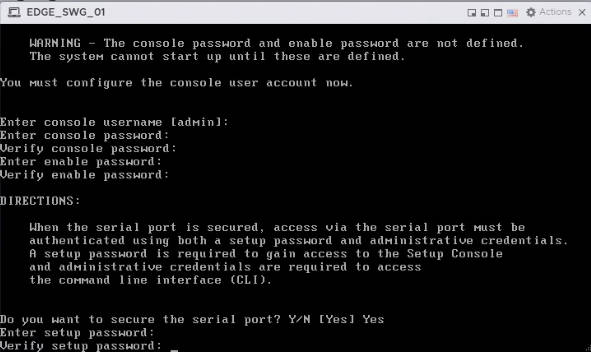 EDGE_SWG_01
Actions
WARNING - The console password and enable password are not defined.
The system cannot start up until these are defined.
You must configure the console user account now.
Enter console username [admin]:
Enter console password:
Verify console password:
Enter enable password:
Verify enable password:
DIRECTIONS:
When the serial port is secured, access via the serial port must be
authenticated using both a setup password and administrative credentials.
A setup password is required to gain access to the Setup Console
and administrative credentials are required to access
the command line interface (CLI).
Do you want to secure the serial port? Y/N [Yes] Yes
Enter setup password:
Verify setup password: _